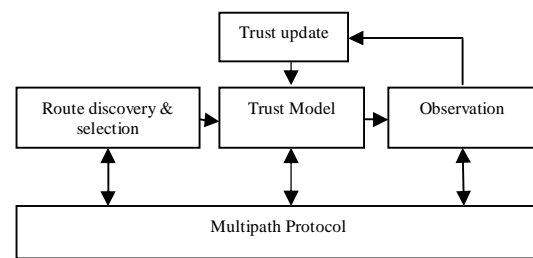 Trust update
Route discovery &
selection
Trust Model
Observation
Multipath Protocol